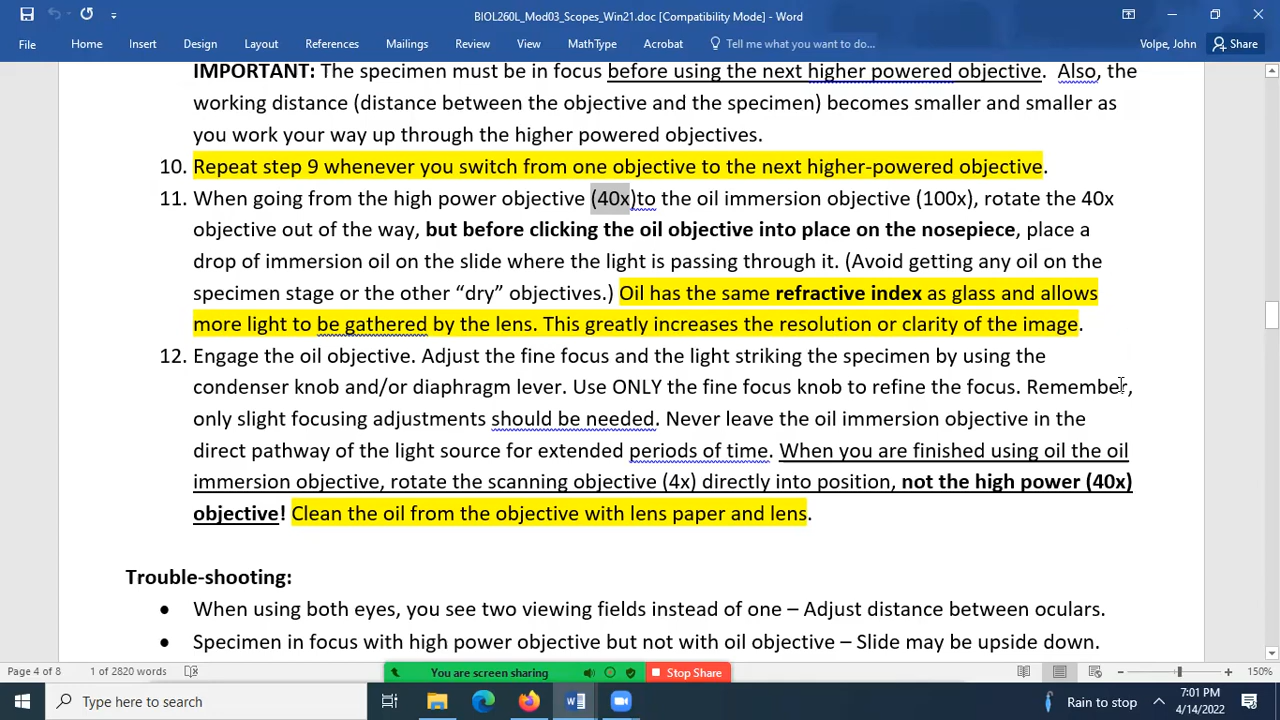 BIOL260L_Mod03_Scopes_Win21.doc [Compatibility Mode] - Word
File Home Insert Design Layout References Mailings Review View MathType Acrobat Tell me what you want to do... Volpe, John Share
IMPORTANT: The specimen must be in focus before using the next higher powered objective. Also, the
working distance (distance between the objective and the specimen) becomes smaller and smaller as
you work your way up through the higher powered objectives.
10. Repeat step 9 whenever you switch from one objective to the next higher-powered objective.
11. When going from the high power objective (40x)to the oil immersion objective (100x), rotate the 40x
objective out of the way, but before clicking the oil objective into place on the nosepiece, place a
drop of immersion oil on the slide where the light is passing through it. (Avoid getting any oil on the
specimen stage or the other “dry” objectives.) Oil has the same refractive index as glass and allows
more light to be gathered by the lens. This greatly increases the resolution or clarity of the image.
12. Engage the oil objective. Adjust the fine focus and the light striking the specimen by using the
condenser knob and/or diaphragm lever. Use ONLY the fine focus knob to refine the focus. Remember,
only slight focusing adjustments should be needed. Never leave the oil immersion objective in the
direct pathway of the light source for extended periods of time. When you are finished using oil the oil
immersion objective, rotate the scanning objective (4x) directly into position, not the high power (40x)
objective! Clean the oil from the objective with lens paper and lens.
Trouble-shooting:
• When using both eyes, you see two viewing fields instead of one – Adjust distance between oculars.
• Specimen in focus with high power objective but not with oil objective – Slide may be upside down.
Page 4 of 8 1 of 2820 words You are screen sharing Stop Share 150%
Type here to search Rain to stop 7:01 PM
4/14/2022